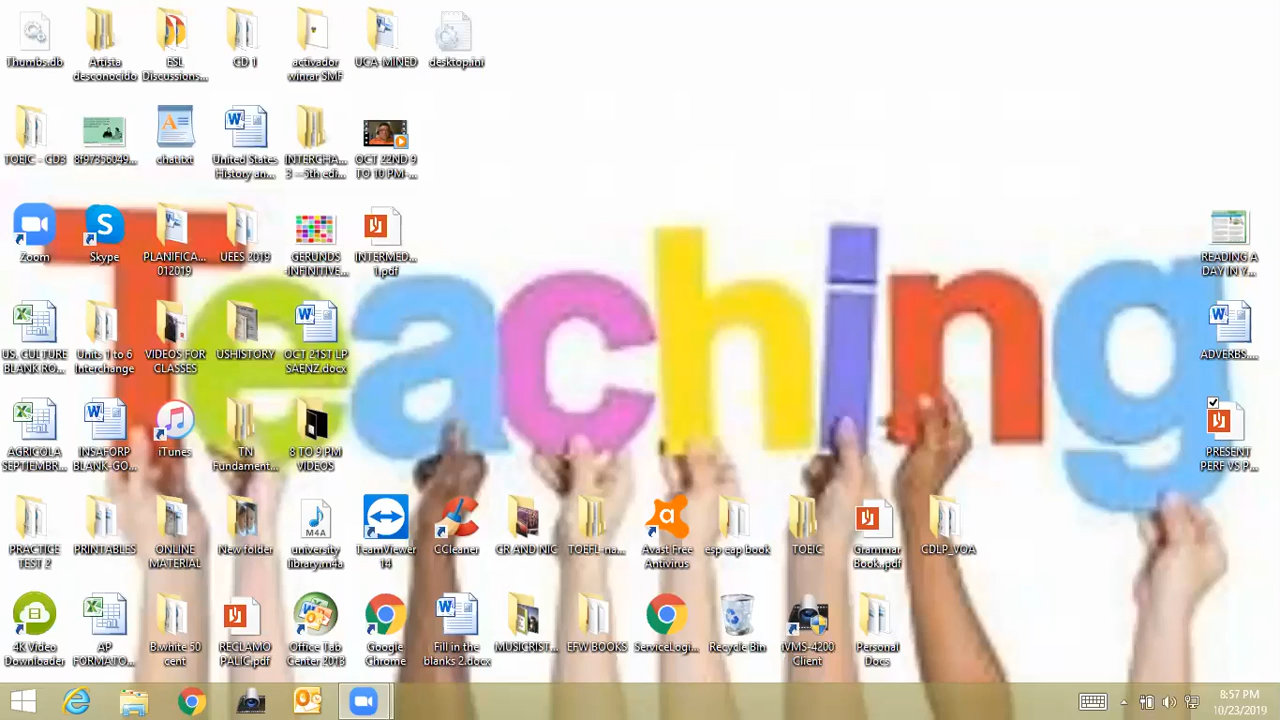 Thumbs.db
Artista
desconocido
ESL
Discussions...
CD 1
activador
winrar SMF
UCA-MINED
desktop.ini
TOEIC - CD3
8f97356049...
chat.txt
United States
History an...
INTERCHA...
3 --5th edi...
OCT 22ND 9
TO 10 PM-...
Zoom
Skype
PLANIFICA...
012019
UEES 2019
GERUNDS
-INFINITIVE...
INTERMED...
1.pdf
READING A
DAY IN Y...
US. CULTURE
BLANK RO...
Units 1 to 6
Interchange
VIDEOS FOR
CLASSES
USHISTORY
OCT 21ST LP
SAENZ.docx
ADVERBS....
Teaching
AGRICOLA
SEPTIEMBR...
INSAFORP
BLANK-GO...
iTunes
TN
Fundament...
8 TO 9 PM
VIDEOS
PRESENT
PERF VS P...
PRACTICE
TEST 2
PRINTABLES
ONLINE
MATERIAL
New folder
M4A
university
library.m4a
TeamViewer
14
CCleaner
CR AND NIC
TOEFL-na...
Avast Free
Antivirus
esp eap book
TOEIC
Grammar
Book..pdf
CDLP_VOA
4K Video
Downloader
AP
FORMATO...
B.white 50
cent
RECLAMO
PALIC.pdf
Office Tab
Center 2013
Google
Chrome
Fill in the
blanks 2.docx
MUSICRIST...
EFW BOOKS
ServiceLogi...
Recycle Bin
iVMS-4200
Client
Personal
Docs
8:57 PM
10/23/2019